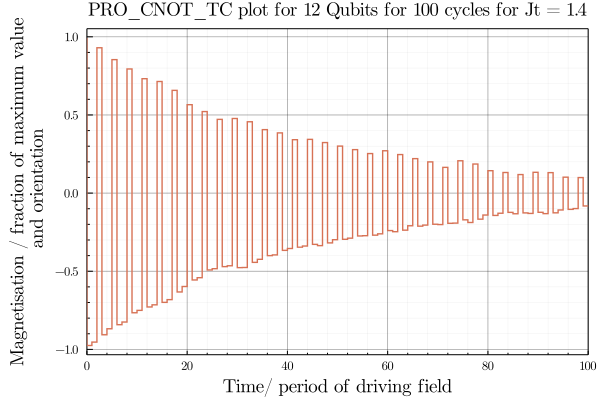 PRO_CNOT_TC plot for 12 Qubits for 100 cycles for Jt = 1.4
Magnetisation / fraction of maximum value
and orientation
1.0
0.5
0.0
−0.5
−1.0
0 20 40 60 80 100
Time/ period of driving field